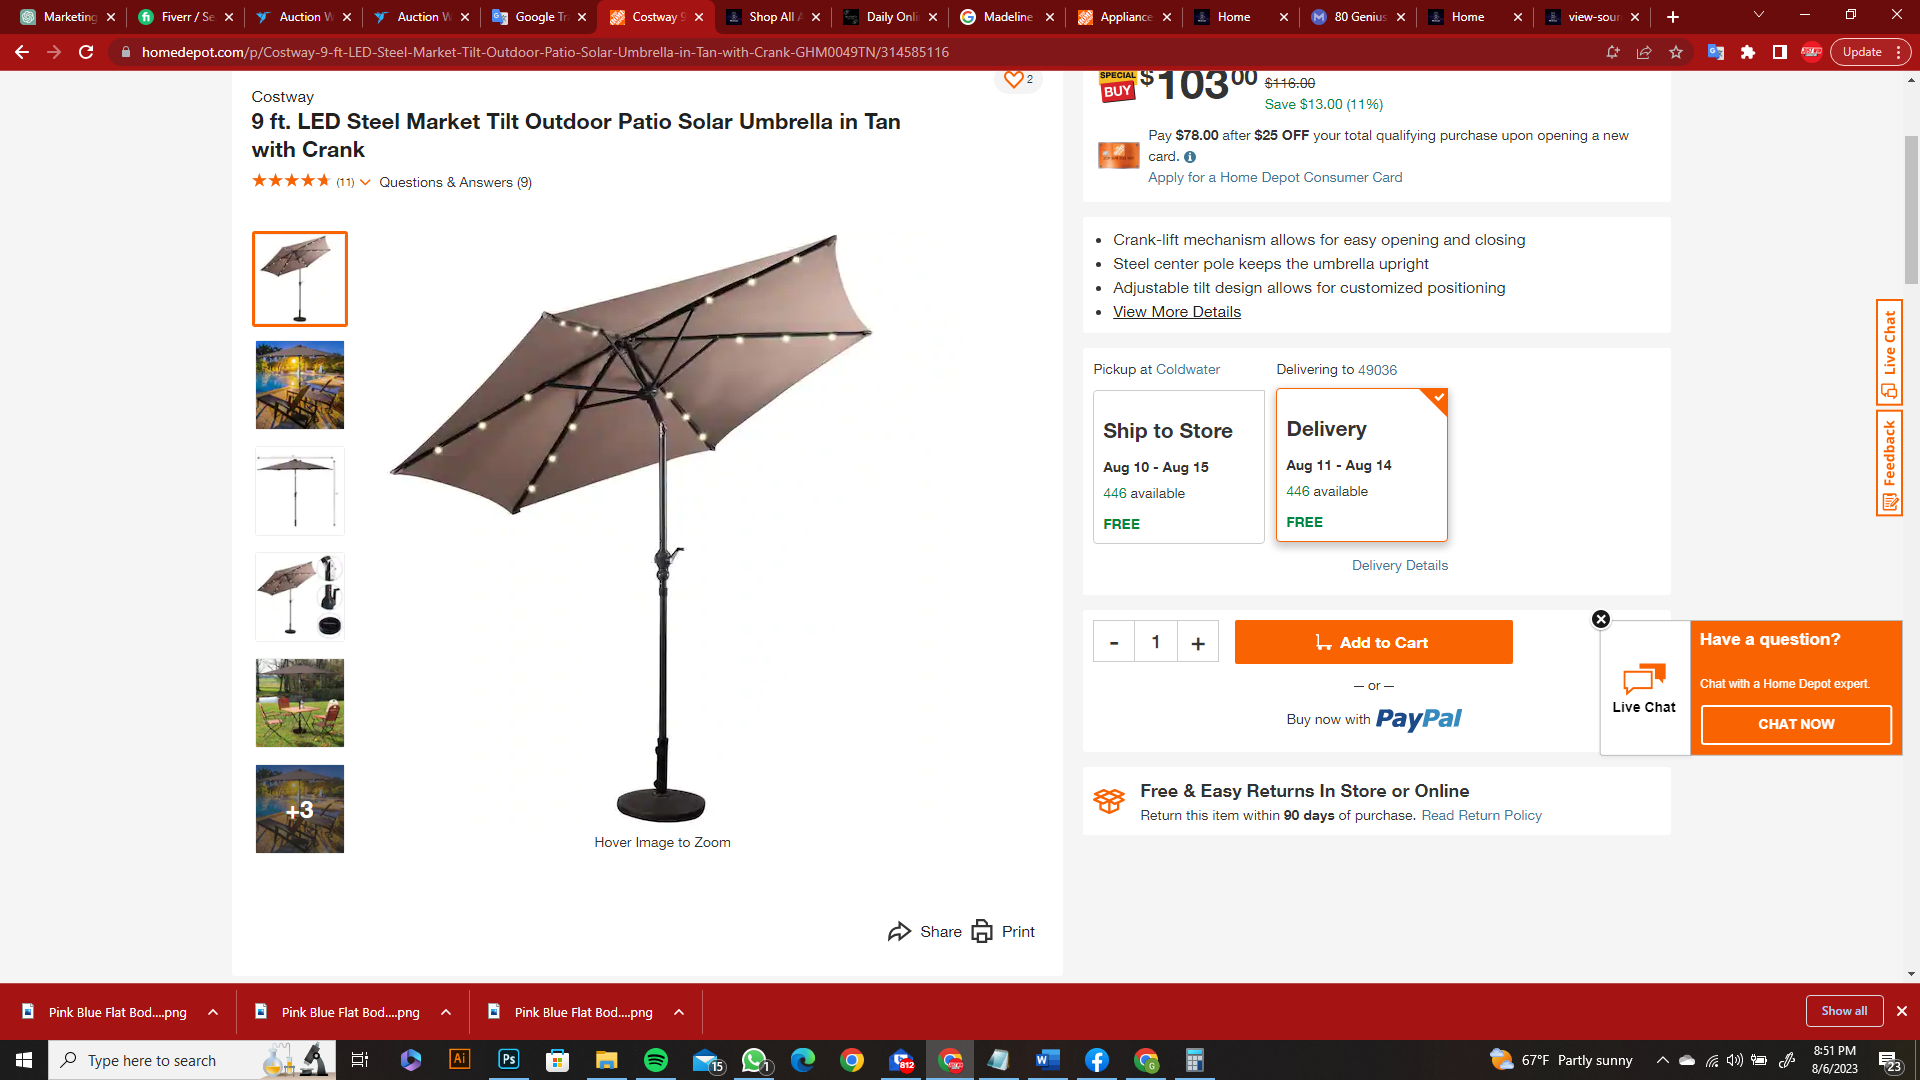 Marketing
Fiverr / Se
Auction W
Auction W
Google Tr
Costway 9
Shop All A
Daily Onli
Madeline
Appliance
Home
80 Genius
Home
view-sour
homedepot.com/p/Costway-9-ft-LED-Steel-Market-Tilt-Outdoor-Patio-Solar-Umbrella-in-Tan-with-Crank-GHM0049TN/314585116
Update
2
Costway
9 ft. LED Steel Market Tilt Outdoor Patio Solar Umbrella in Tan
with Crank
(11)
Questions & Answers (9)
+3
Hover Image to Zoom
Share
Print
SPECIAL
BUY
$10300
$116.00
Save $13.00 (11%)
Pay $78.00 after $25 OFF your total qualifying purchase upon opening a new
card.
Apply for a Home Depot Consumer Card
Crank-lift mechanism allows for easy opening and closing
Steel center pole keeps the umbrella upright
Adjustable tilt design allows for customized positioning
View More Details
Pickup at Coldwater
Delivering to 49036
Ship to Store
Aug 10 - Aug 15
446 available
FREE
Delivery
Aug 11 - Aug 14
446 available
FREE
Delivery Details
- 1 +
Add to Cart
— or —
Buy now with PayPal
Free & Easy Returns In Store or Online
Return this item within 90 days of purchase. Read Return Policy
Live Chat
Feedback
Live Chat
Have a question?
Chat with a Home Depot expert.
CHAT NOW
Pink Blue Flat Bod....png
Pink Blue Flat Bod....png
Pink Blue Flat Bod....png
Show all
Type here to search
Ai
Ps
15
1
812
W
G
67°F Partly sunny
8:51 PM
8/6/2023
23